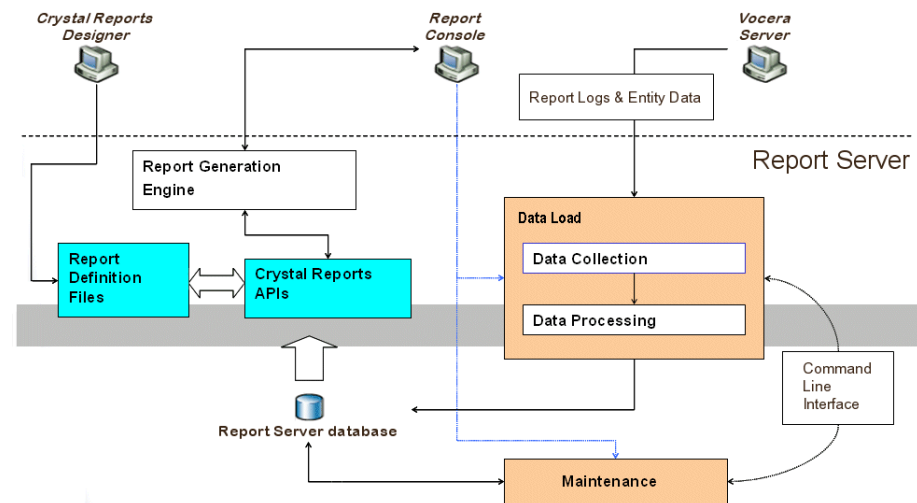 Crystal Reports
Designer
Report
Console
Vocera
Server
Report Logs & Entity Data
Report Server
Report Generation
Engine
Data Load
Report
Definition
Files
Crystal Reports
APIs
Data Collection
Data Processing
Command
Line
Interface
Report Server database
Maintenance